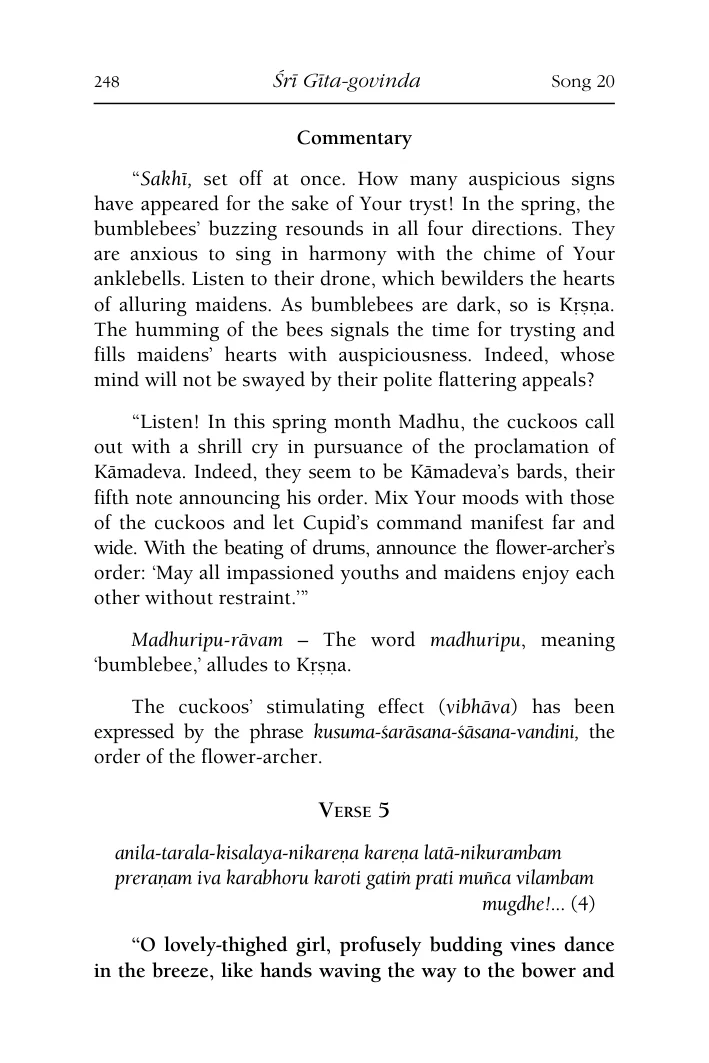 248 Śrī Gīta-govinda Song 20
Commentary
“Sakhī, set off at once. How many auspicious signs
have appeared for the sake of Your tryst! In the spring, the
bumblebees’ buzzing resounds in all four directions. They
are anxious to sing in harmony with the chime of Your
anklebells. Listen to their drone, which bewilders the hearts
of alluring maidens. As bumblebees are dark, so is Kṛṣṇa.
The humming of the bees signals the time for trysting and
fills maidens’ hearts with auspiciousness. Indeed, whose
mind will not be swayed by their polite flattering appeals?
“Listen! In this spring month Madhu, the cuckoos call
out with a shrill cry in pursuance of the proclamation of
Kāmadeva. Indeed, they seem to be Kāmadeva’s bards, their
fifth note announcing his order. Mix Your moods with those
of the cuckoos and let Cupid’s command manifest far and
wide. With the beating of drums, announce the flower-archer’s
order: ‘May all impassioned youths and maidens enjoy each
other without restraint.’”
Madhuripu-rāvam – The word madhuripu, meaning
‘bumblebee,’ alludes to Kṛṣṇa.
The cuckoos’ stimulating effect (vibhāva) has been
expressed by the phrase kusuma-śarāsana-śāsana-vandini, the
order of the flower-archer.
Verse 5
anila-tarala-kisalaya-nikareṇa kareṇa latā-nikurambam
preraṇam iva karabhoru karoti gatiṁ prati muñca vilambam
mugdhe!... (4)
“O lovely-thighed girl, profusely budding vines dance
in the breeze, like hands waving the way to the bower and